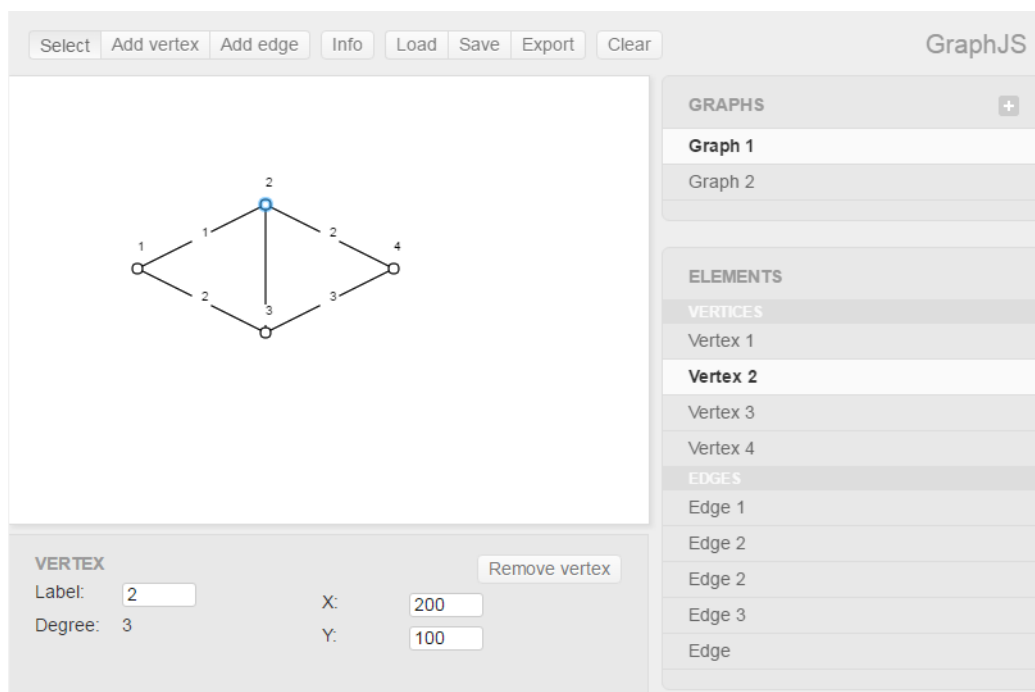 Select Add vertex Add edge Info Load Save Export Clear GraphJS
GRAPHS
Graph 1
Graph 2
2
1
2
1
4
2
3
3
ELEMENTS
VERTICES
Vertex 1
Vertex 2
Vertex 3
Vertex 4
EDGES
Edge 1
Edge 2
Edge 2
Edge 3
Edge
VERTEX
Remove vertex
Label: 2
X: 200
Degree: 3
Y: 100